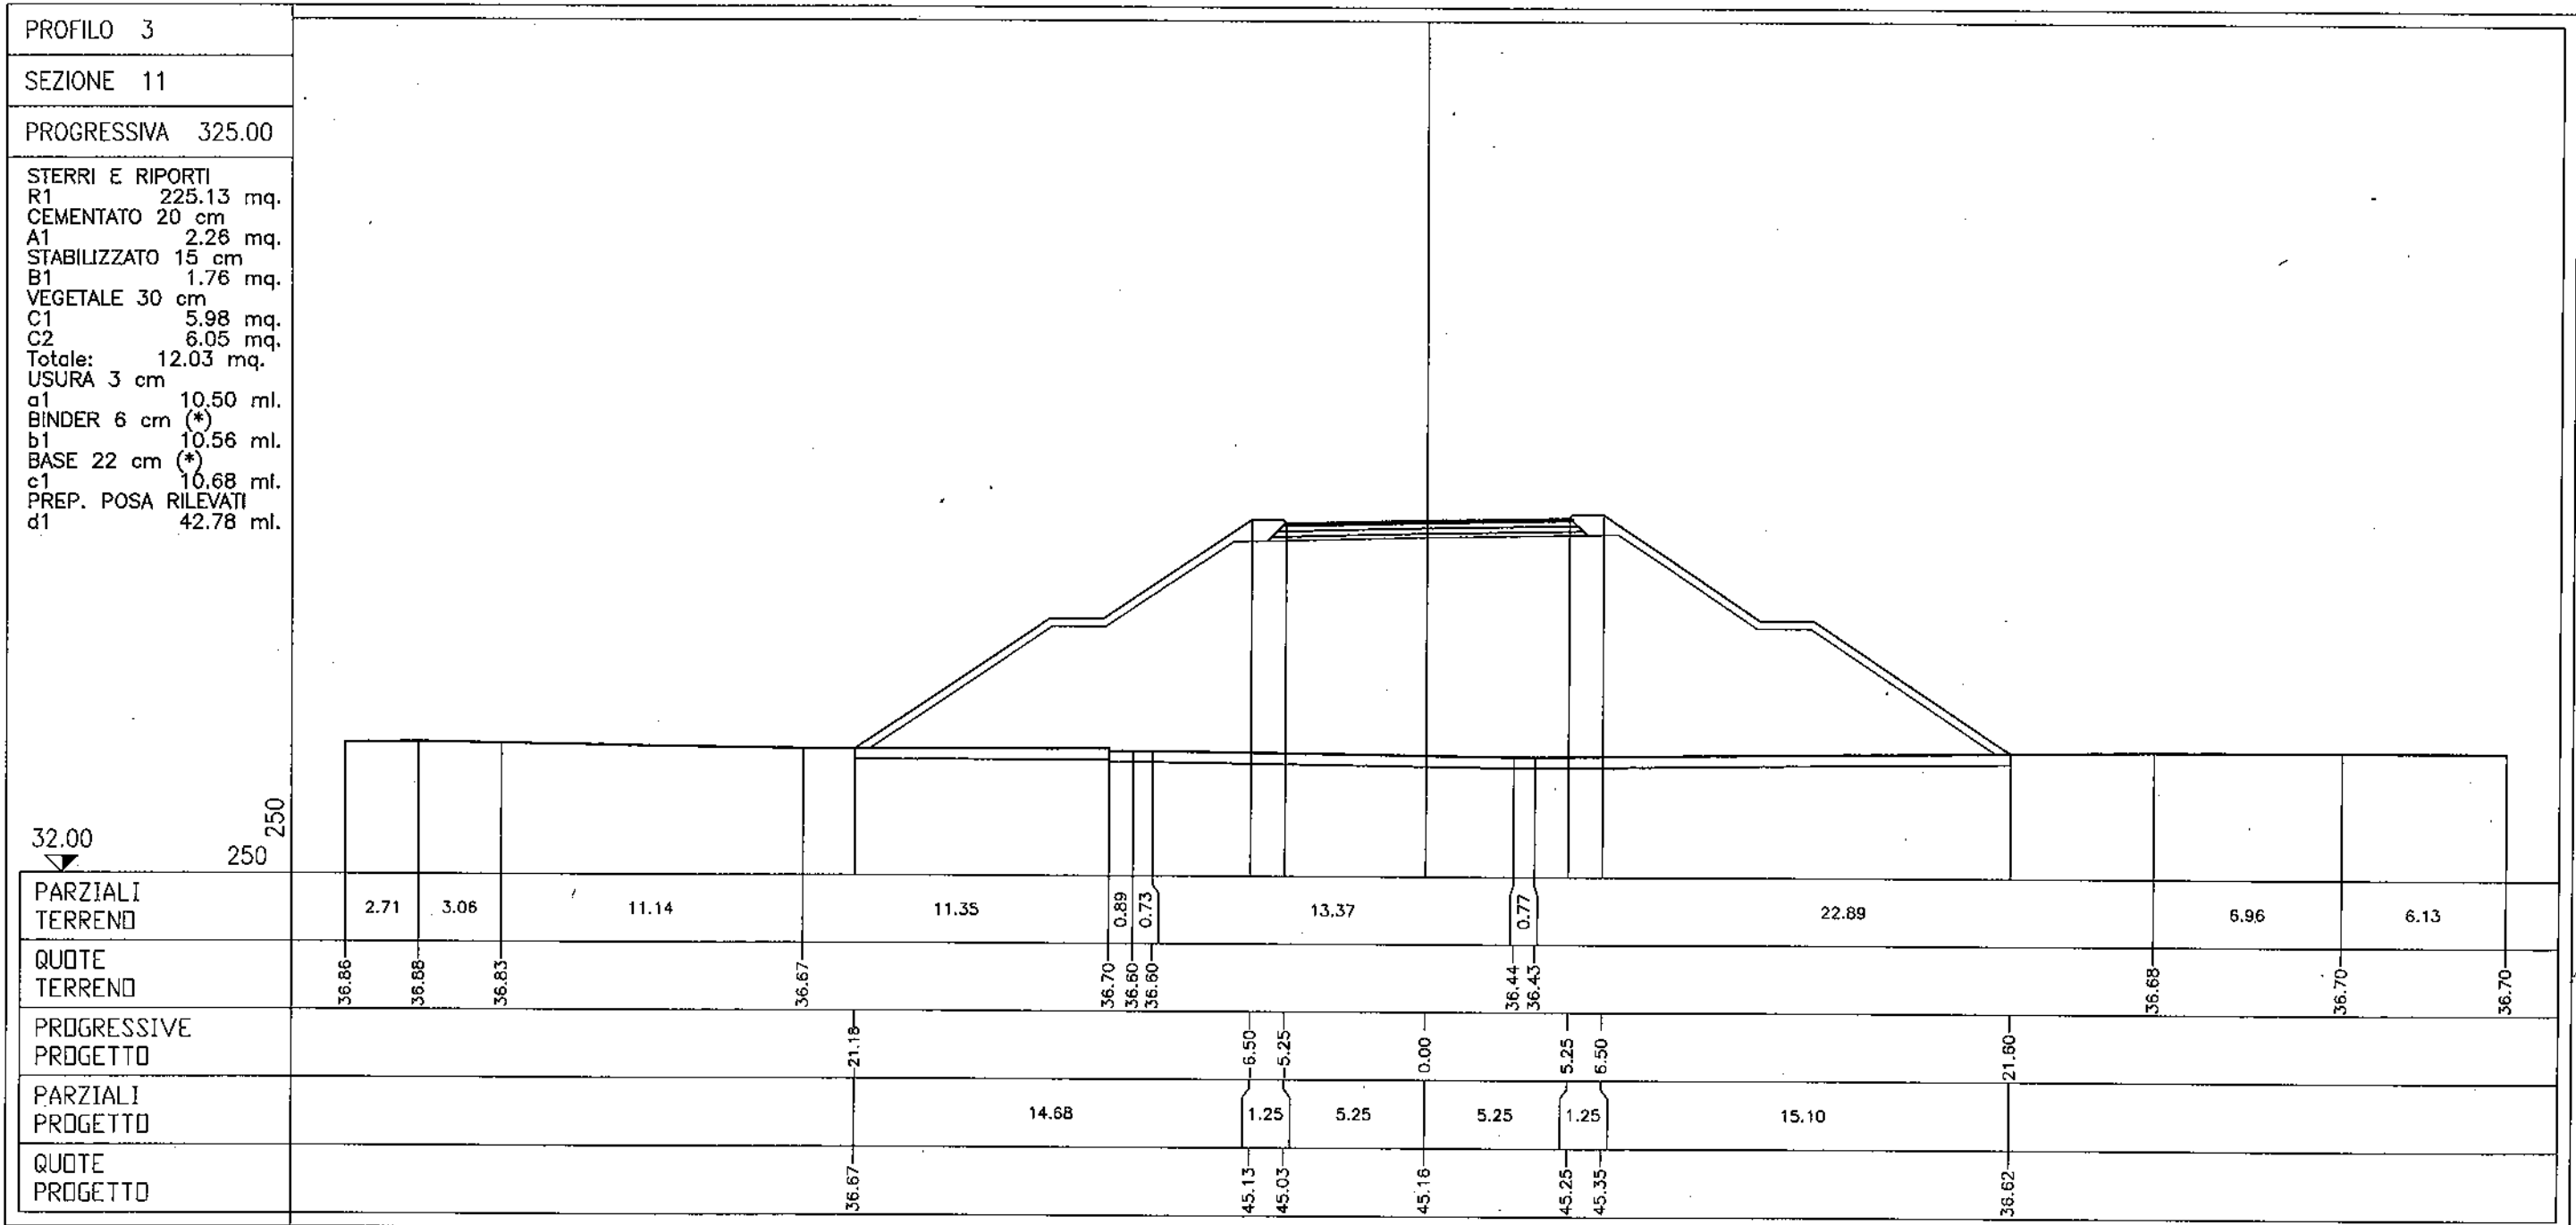 PROFILO 3
SEZIONE 11
PROGRESSIVA 325.00
STERRI E RIPORTI
R1 225.13 mq.
CEMENTATO 20 cm
A1 2.26 mq.
STABILIZZATO 15 cm
B1 1.76 mq.
VEGETALE 30 cm
C1 5.98 mq.
C2 6.05 mq.
Totale: 12.03 mq.
USURA 3 cm
a1 10.50 ml.
BINDER 6 cm (*)
b1 10.56 ml.
BASE 22 cm (*)
c1 10.68 ml.
PREP. POSA RILEVATI
d1 42.78 ml.
250
32.00
250
PARZIALI TERRENO 2.71 3.06 11.14 11.35 0.89 0.73 13.37 0.77 22.89 6.96 6.13
QUOTE TERRENO 36.86 36.88 36.83 36.67 36.70 36.60 36.60 36.44 36.43 36.68 36.70 36.70
PROGRESSIVE PROGETTO -21.18 -6.50 -5.25 0.00 5.25 6.50 21.60
PARZIALI PROGETTO 14.68 1.25 5.25 5.25 1.25 15.10
QUOTE PROGETTO 36.67 45.13 45.03 45.16 45.25 45.35 36.62